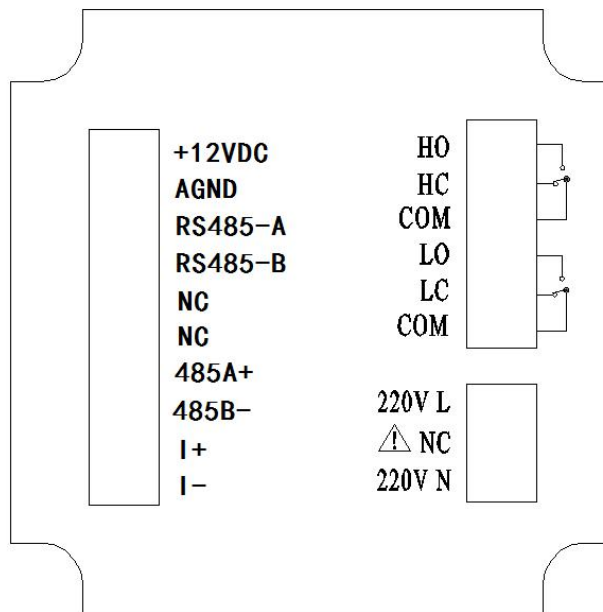 +12VDC
AGND
RS485-A
RS485-B
NC
NC
485A+
485B-
I+
I-
HO
HC
COM
LO
LC
COM
220V L
NC
220V N